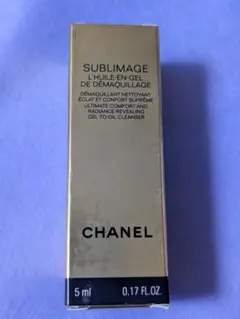 SUBLIMAGE
L'HUILE-EN-GEL
DE DÉMAQUILLAGE
DÉMAQUILLANT NETTOYANT
ÉCLAT ET CONFORT SUPRÊME
ULTIMATE COMFORT AND
RADIANCE-REVEALING
GEL-TO-OIL CLEANSER
CHANEL
5 ml 0.17 FL.OZ.